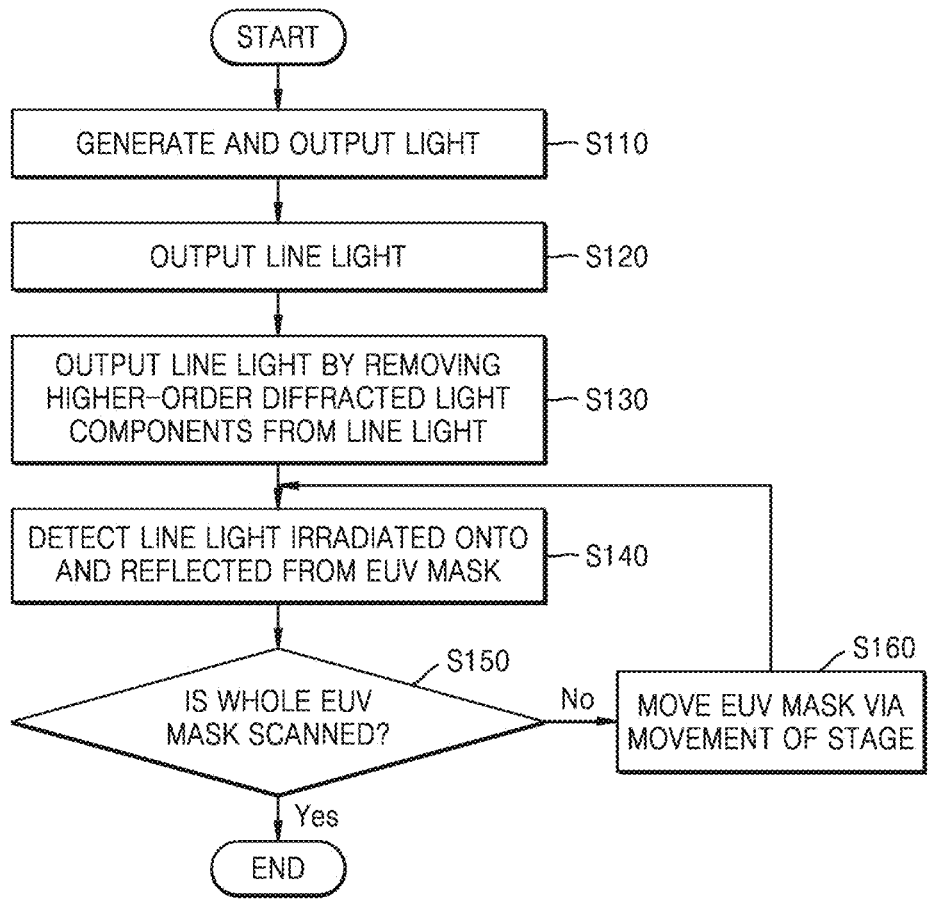 START
GENERATE AND OUTPUT LIGHT
S110
OUTPUT LINE LIGHT
S120
OUTPUT LINE LIGHT BY REMOVING
HIGHER-ORDER DIFFRACTED LIGHT
COMPONENTS FROM LINE LIGHT
S130
DETECT LINE LIGHT IRRADIATED ONTO
AND REFLECTED FROM EUV MASK
S140
IS WHOLE EUV
MASK SCANNED?
S150
No
MOVE EUV MASK VIA
MOVEMENT OF STAGE
S160
Yes
END